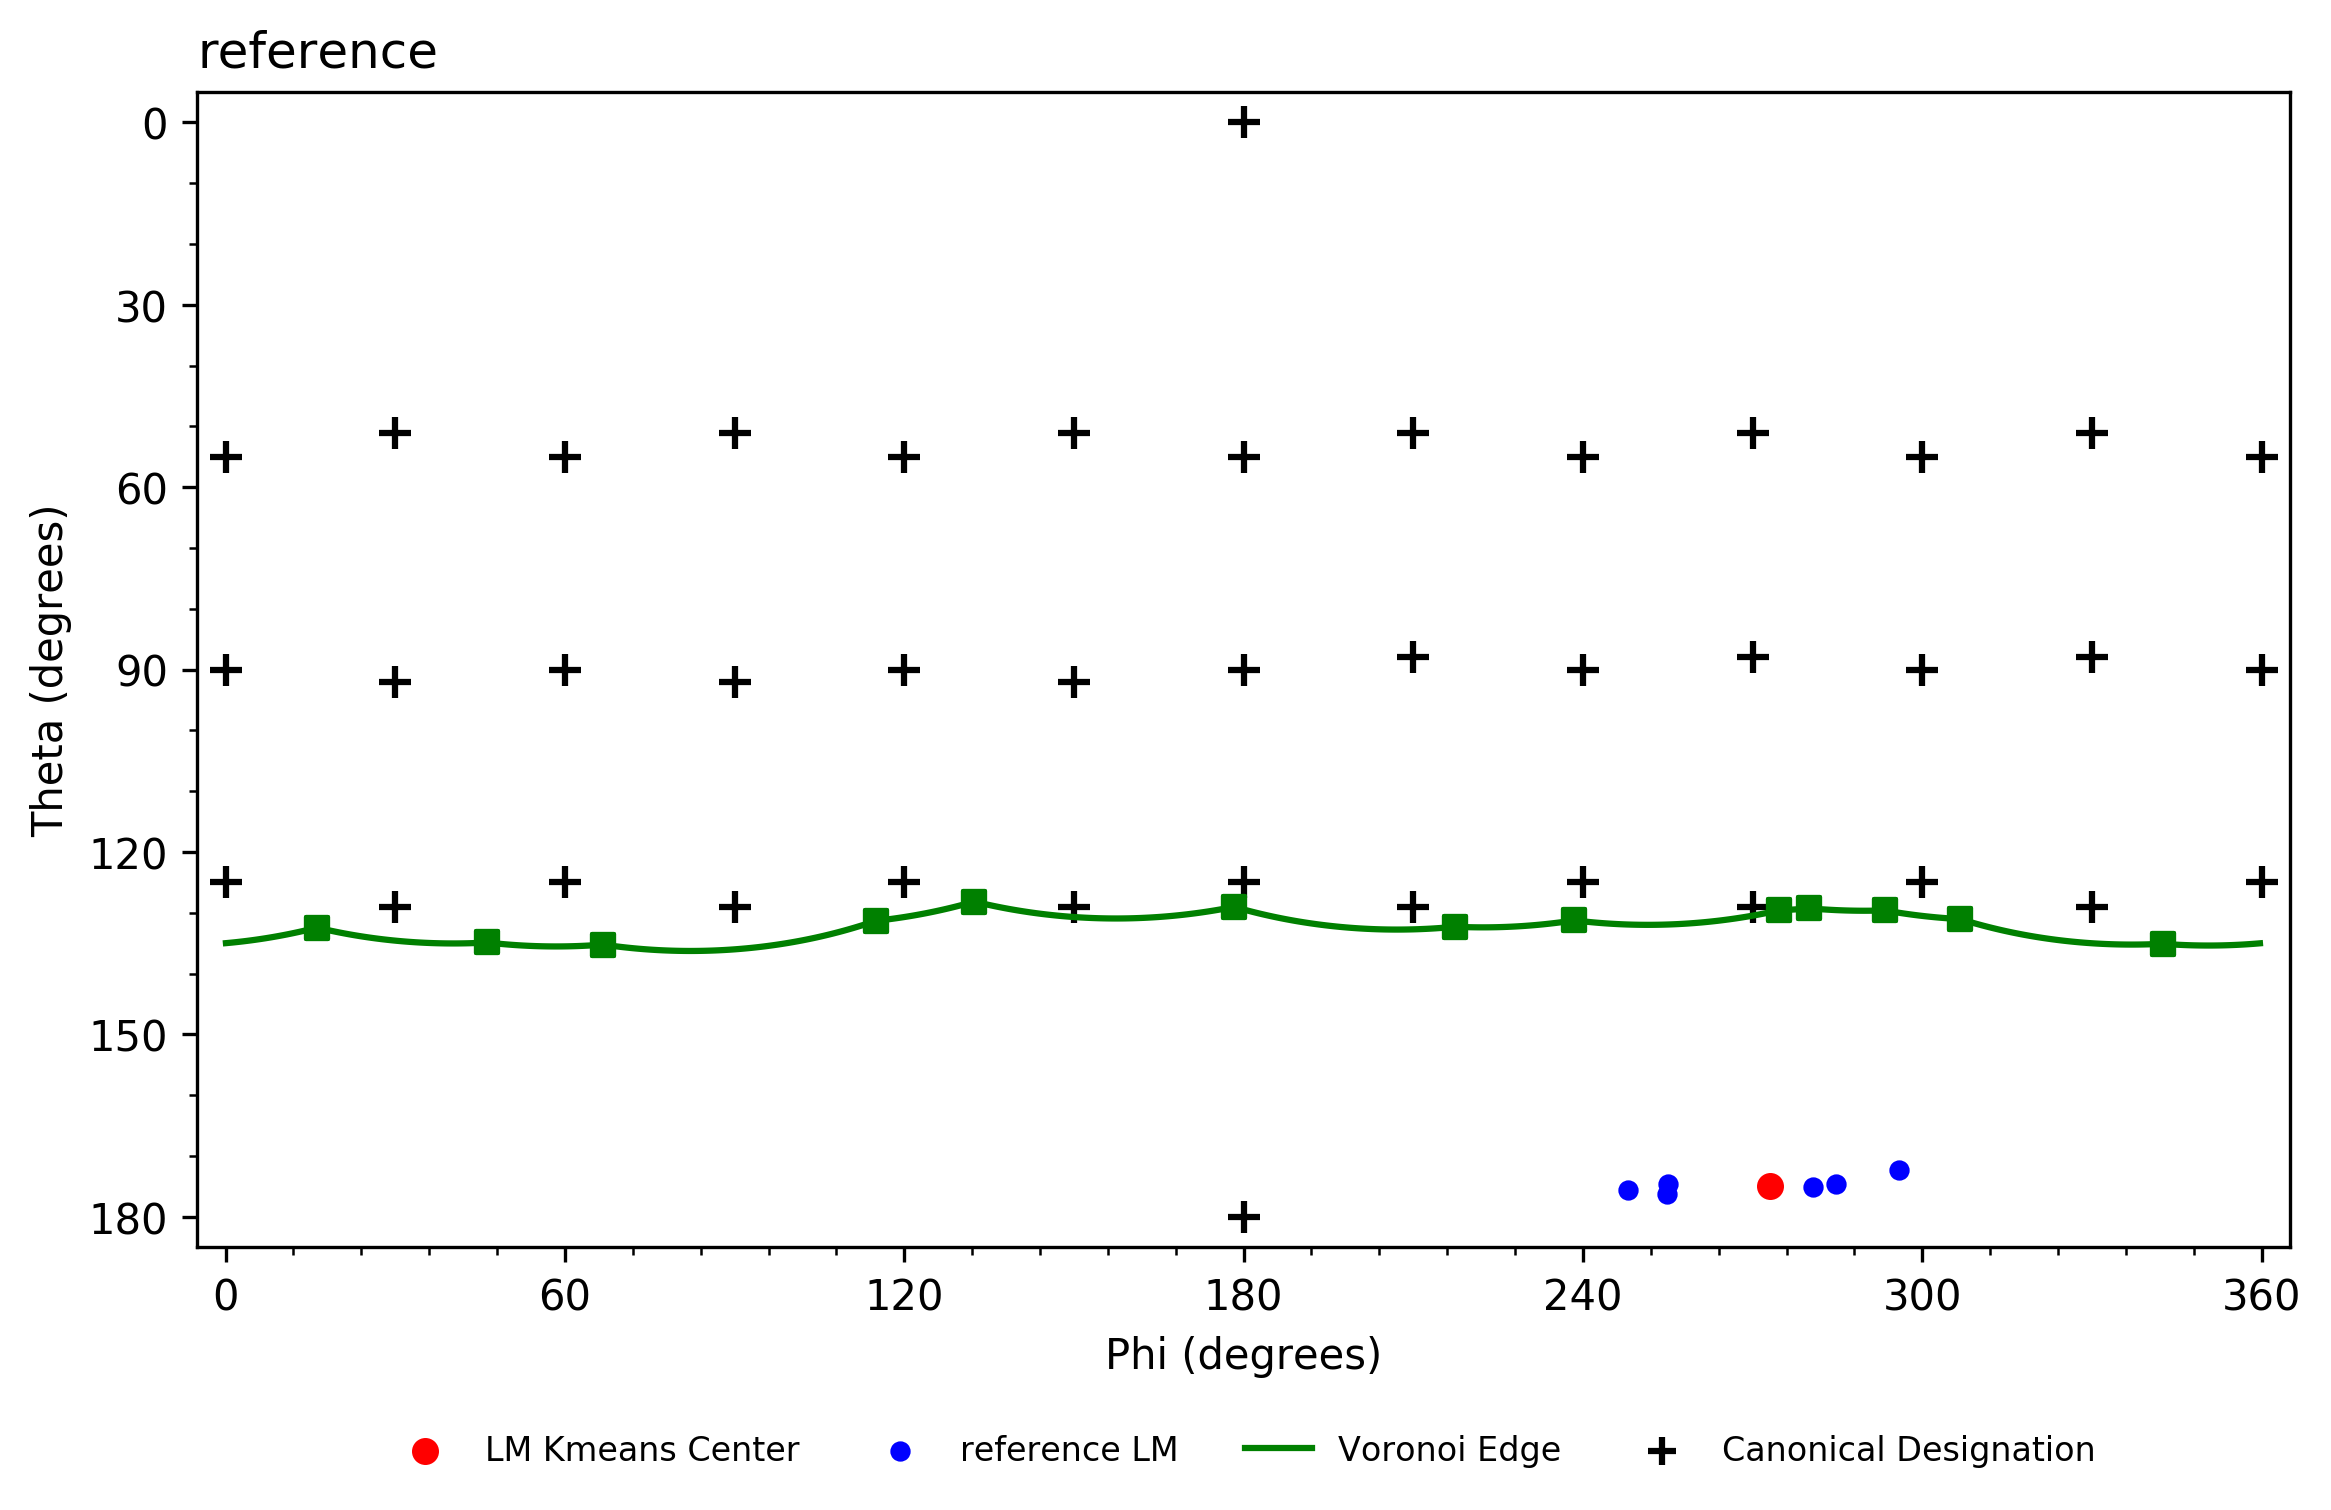 reference
0
30
60
90
120
150
180
Theta (degrees)
0 60 120 180 240 300 360
Phi (degrees)
LM Kmeans Center reference LM Voronoi Edge Canonical Designation